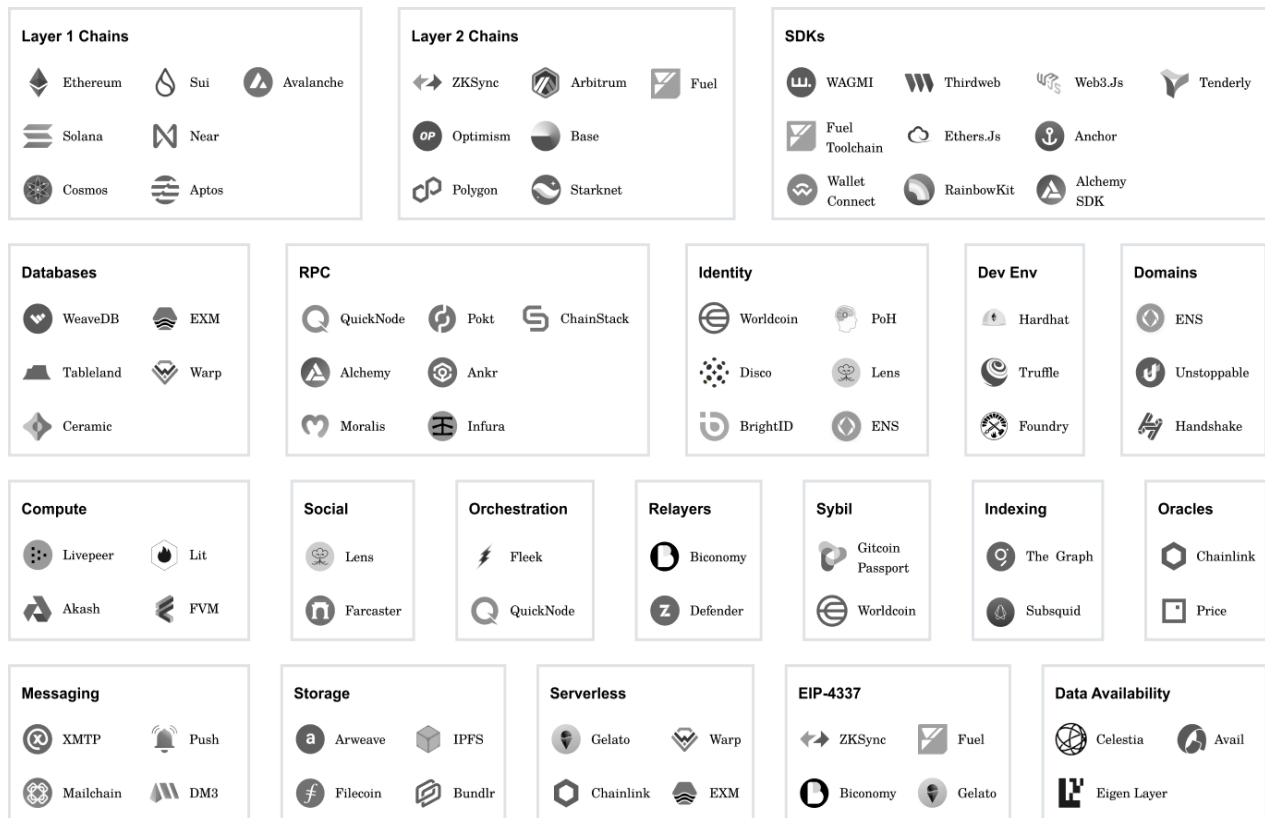 Layer 1 Chains
Ethereum
Sui
Avalanche
Solana
Near
Cosmos
Aptos
Layer 2 Chains
ZKSync
Arbitrum
Fuel
OP
Optimism
Base
Polygon
Starknet
SDKs
W.
WAGMI
Thirdweb
W3JS
Web3.Js
Tenderly
Fuel
Toolchain
Ethers.Js
Anchor
Wallet
Connect
RainbowKit
Alchemy
SDK
Databases
WeaveDB
EXM
Tableland
Warp
Ceramic
RPC
QuickNode
Pokt
ChainStack
Alchemy
Ankr
Moralis
Infura
Identity
Worldcoin
PoH
Disco
Lens
BrightID
ENS
Dev Env
Hardhat
Truffle
Foundry
Domains
ENS
Unstoppable
Handshake
Compute
Livepeer
Lit
Akash
FVM
Social
Lens
Farcaster
Orchestration
Fleek
QuickNode
Relayers
B
Biconomy
Z
Defender
Sybil
Gitcoin
Passport
Worldcoin
Indexing
The Graph
Subsquid
Oracles
Chainlink
Price
Messaging
X
XMTP
Push
Mailchain
DM3
Storage
a
Arweave
IPFS
f
Filecoin
Bundlr
Serverless
Gelato
Warp
Chainlink
EXM
EIP-4337
ZKSync
Fuel
B
Biconomy
Gelato
Data Availability
Celestia
Avail
Eigen Layer